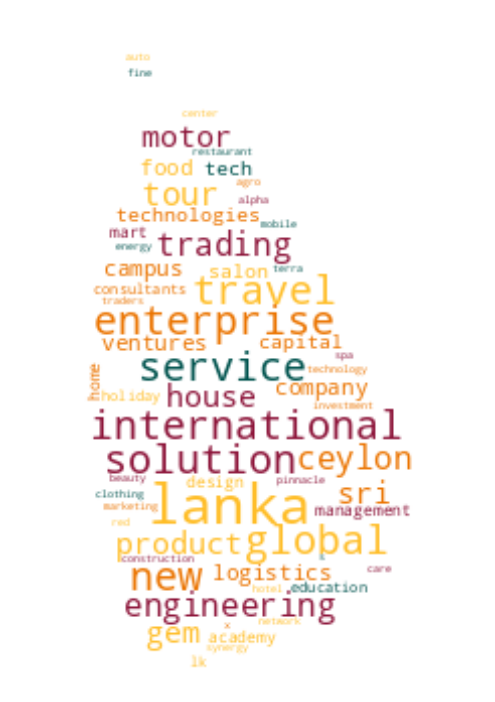 auto
fine
center
motor
restaurant
food tech
tour agro
alpha
technologies
mobile
mart
energy trading
campus salon terra
consultants travel
traders
enterprise
ventures capital
spa
service technology
home holiday house company
investment
international
solution ceylon
beauty design pinnacle
clothing lanka sri
marketing management
red
product global
construction
care
new logistics
hotel education
engineering
network
x
gem academy
synergy
lk